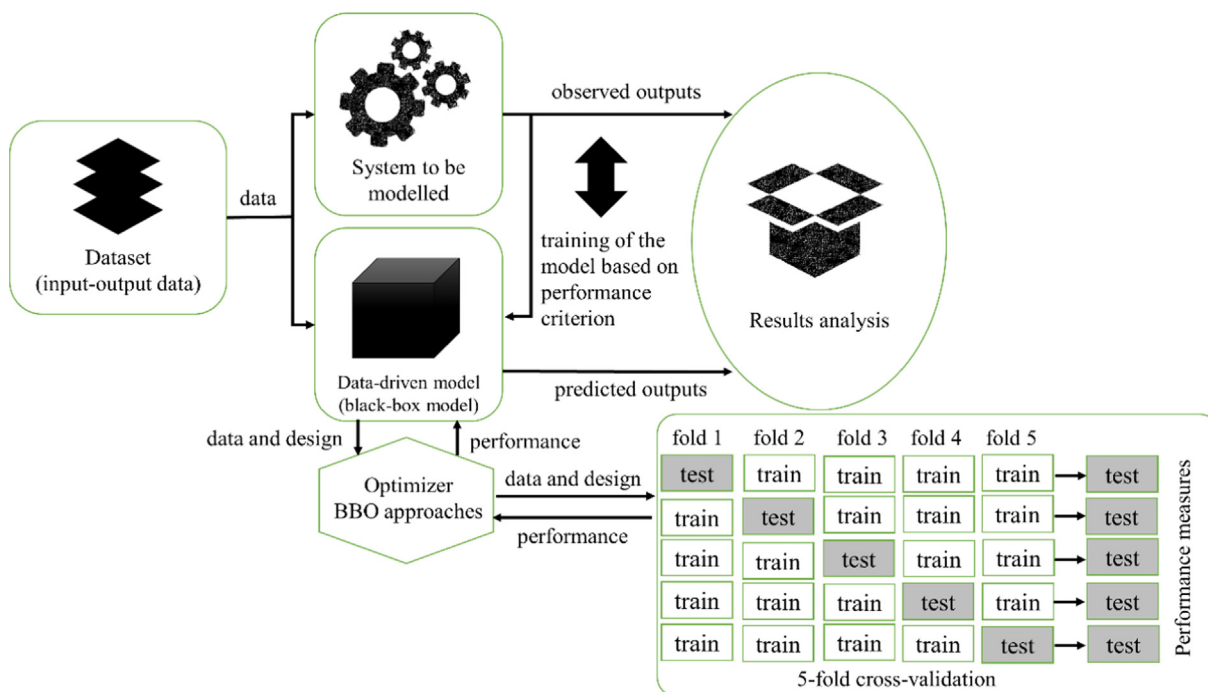 System to be
modelled
observed outputs
data
Dataset
(input-output data)
training of the
model based on
performance
criterion
Results analysis
Data-driven model
(black-box model)
predicted outputs
data and design
performance
Optimizer
BBO approaches
data and design
performance
fold 1 fold 2 fold 3 fold 4 fold 5
test train train train train test
train test train train train test
train train test train train test
train train train test train test
train train train train test test
5-fold cross-validation
Performance measures